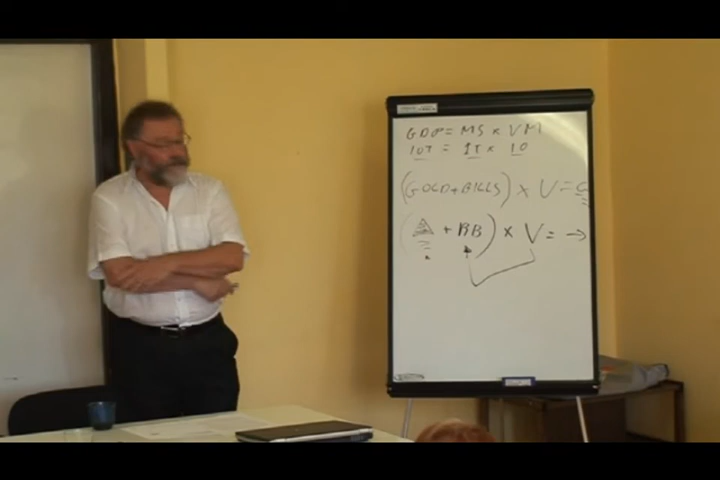 GDP = MS x VM
10T = 1T x 10
(GOLD+BILLS) x V = G
( + BB) x V = →